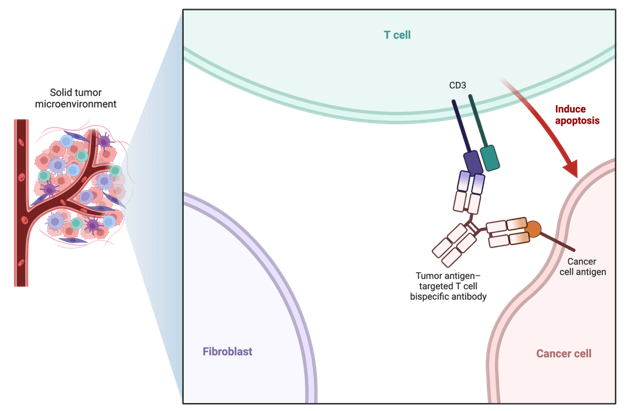 Solid tumor
microenvironment
T cell
CD3
Induce
apoptosis
Cancer
cell antigen
Tumor antigen–
targeted T cell
bispecific antibody
Fibroblast
Cancer cell